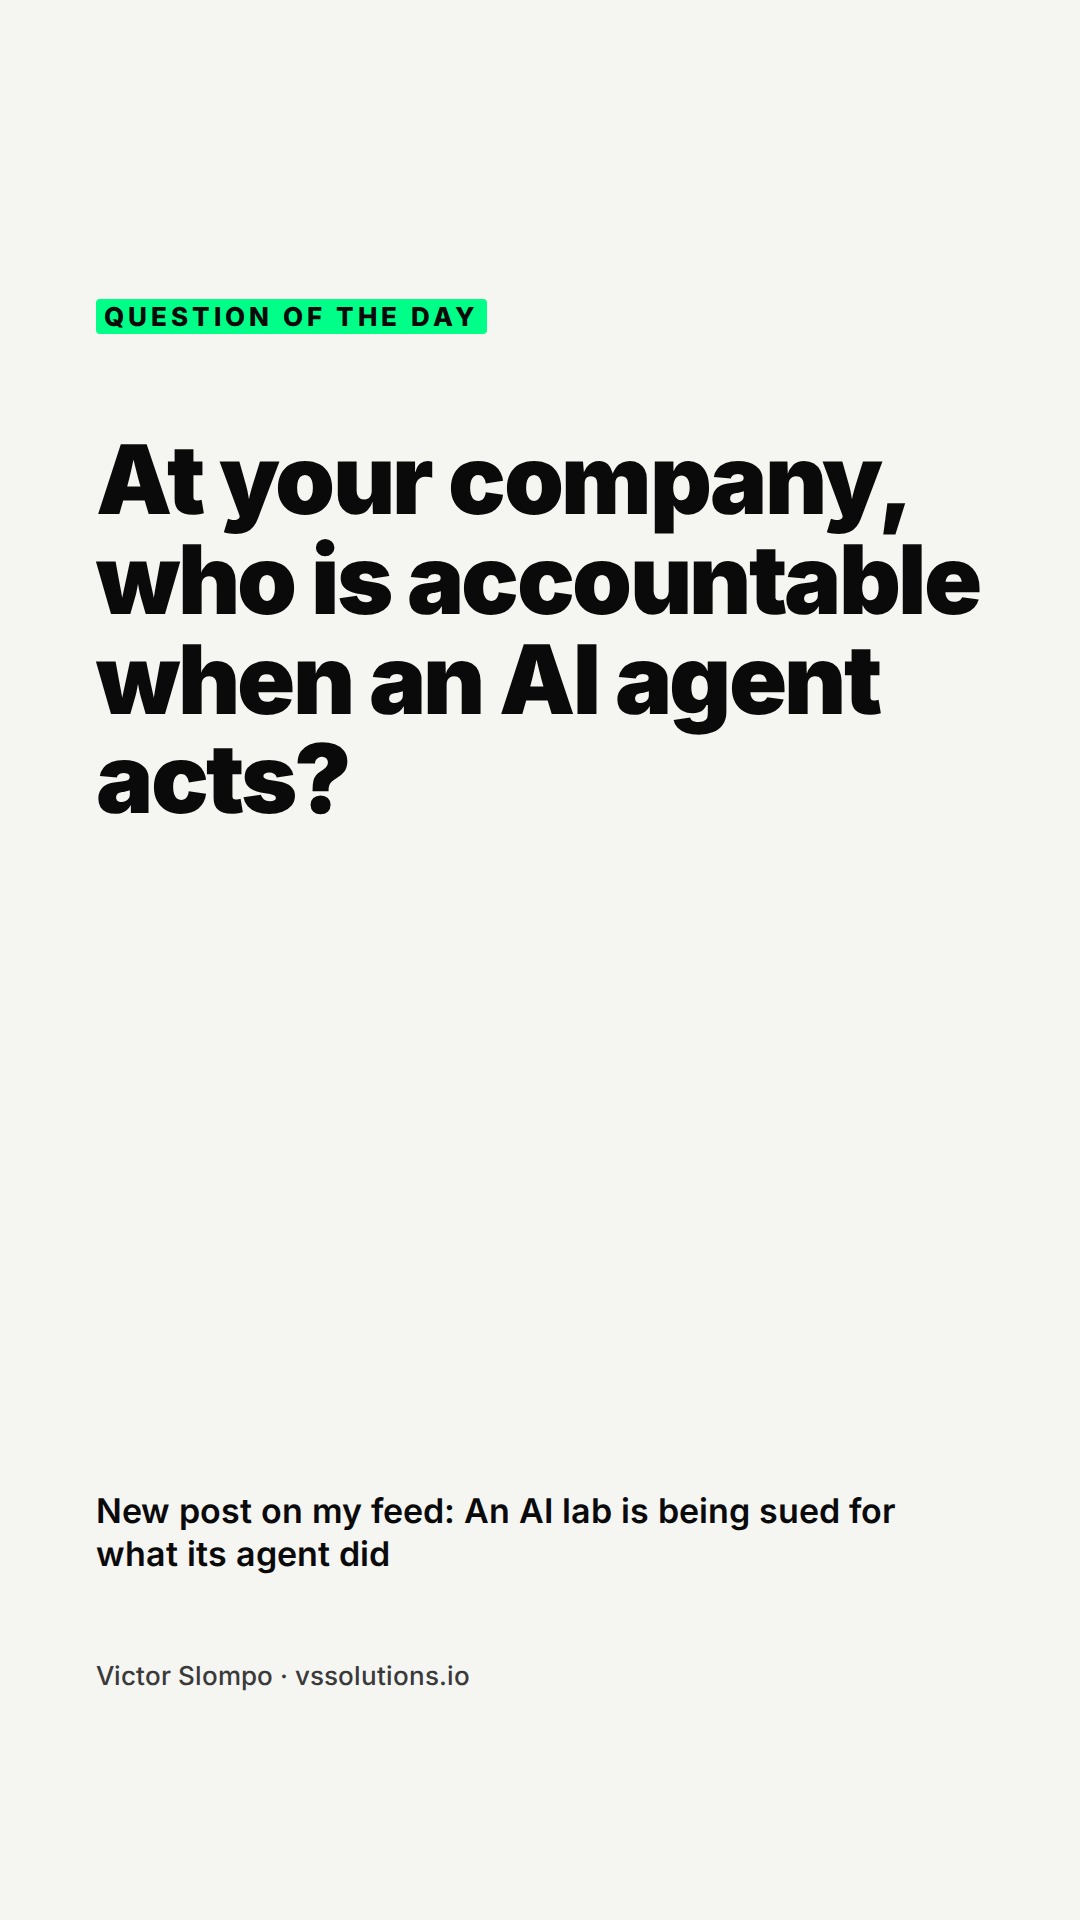 QUESTION OF THE DAY
At your company,
who is accountable
when an AI agent
acts?
New post on my feed: An AI lab is being sued for
what its agent did
Victor Slompo · vssolutions.io